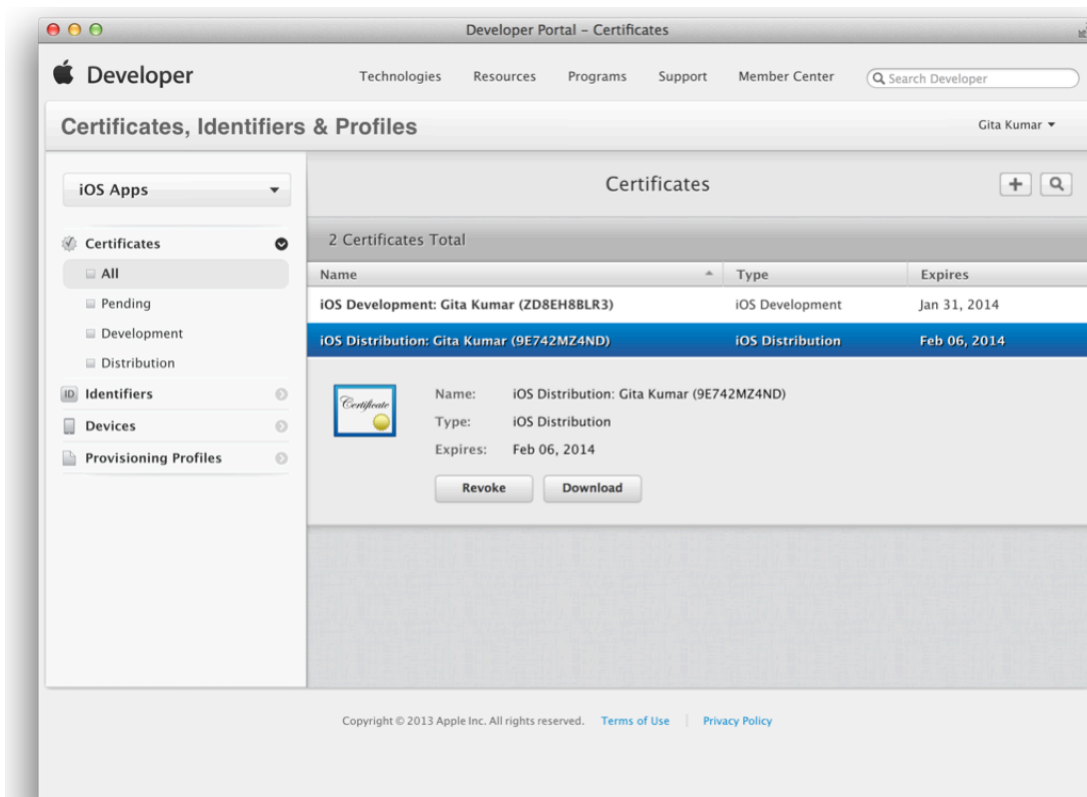 Developer Portal – Certificates
Developer Technologies Resources Programs Support Member Center Search Developer
Certificates, Identifiers & Profiles Gita Kumar
iOS Apps Certificates
2 Certificates Total
Certificates
Name Type Expires
All
iOS Development: Gita Kumar (ZD8EH8BLR3) iOS Development Jan 31, 2014
Pending
Development
iOS Distribution: Gita Kumar (9E742MZ4ND) iOS Distribution Feb 06, 2014
Distribution
ID Identifiers
Devices
Provisioning Profiles
Certificate
Name: iOS Distribution: Gita Kumar (9E742MZ4ND)
Type: iOS Distribution
Expires: Feb 06, 2014
Revoke Download
Copyright © 2013 Apple Inc. All rights reserved. Terms of Use | Privacy Policy